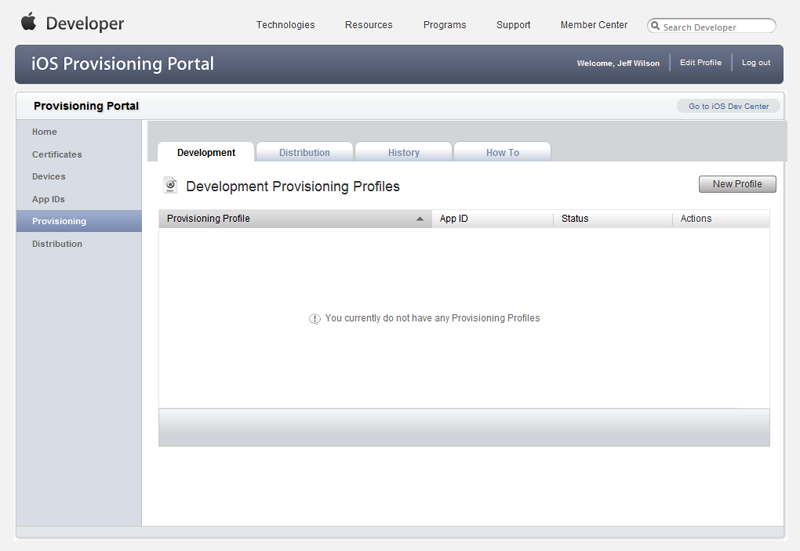 Developer
Technologies Resources Programs Support Member Center Search Developer
iOS Provisioning Portal
Welcome, Jeff Wilson Edit Profile Log out
Provisioning Portal
Go to iOS Dev Center
Home
Certificates
Devices
App IDs
Provisioning
Distribution
Development Distribution History How To
Development Provisioning Profiles
New Profile
Provisioning Profile App ID Status Actions
You currently do not have any Provisioning Profiles